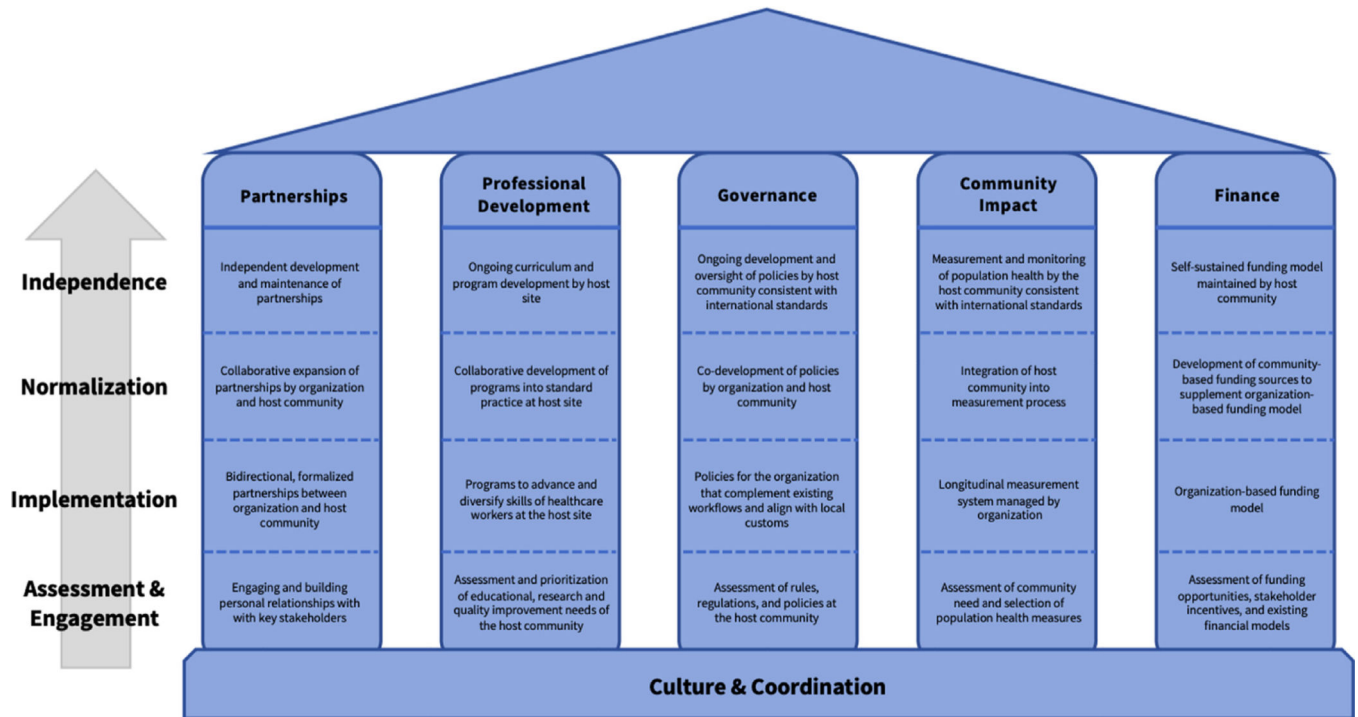 Partnerships
Professional
Development
Governance
Community
Impact
Finance
Independence
Independent development
and maintenance of
partnerships
Ongoing curriculum and
program development by host
site
Ongoing development and
oversight of policies by host
community consistent with
international standards
Measurement and monitoring
of population health by the
host community consistent
with international standards
Self-sustained funding model
maintained by host
community
Normalization
Collaborative expansion of
partnerships by organization
and host community
Collaborative development of
programs into standard
practice at host site
Co-development of policies
by organization and host
community
Integration of host
community into
measurement process
Development of community-
based funding sources to
supplement organization-
based funding model
Implementation
Bidirectional, formalized
partnerships between
organization and host
community
Programs to advance and
diversify skills of healthcare
workers at the host site
Policies for the organization
that complement existing
workflows and align with local
customs
Longitudinal measurement
system managed by
organization
Organization-based funding
model
Assessment &
Engagement
Engaging and building
personal relationships with
with key stakeholders
Assessment and prioritization
of educational, research and
quality improvement needs of
the host community
Assessment of rules,
regulations, and policies at
the host community
Assessment of community
need and selection of
population health measures
Assessment of funding
opportunities, stakeholder
incentives, and existing
financial models
Culture & Coordination